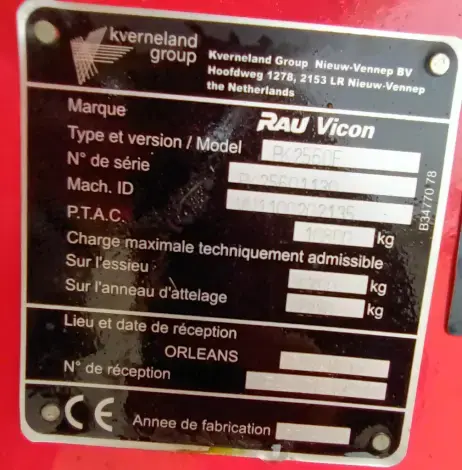 kverneland
group
Kverneland Group Nieuw-Vennep BV
Hoofdweg 1278, 2153 LR Nieuw-Vennep
the Netherlands
Marque RAU Vicon
Type et version / Model
N° de série
Mach. ID
P.T.A.C. kg
Charge maximale techniquement admissible
Sur l'essieu kg
Sur l'anneau d'attelage kg
Lieu et date de réception
ORLEANS
N° de réception
CE Annee de fabrication
B34770 78